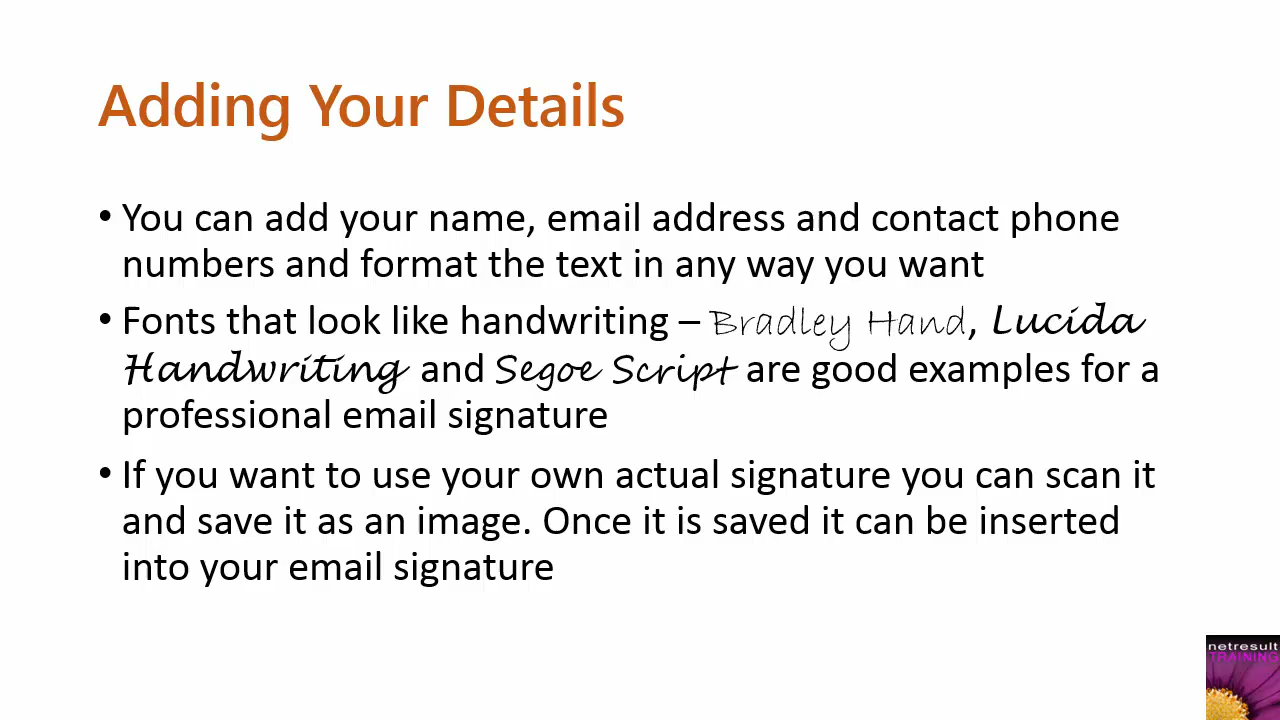 Adding Your Details
• You can add your name, email address and contact phone
numbers and format the text in any way you want
• Fonts that look like handwriting – Bradley Hand, Lucida
Handwriting and Segoe Script are good examples for a
professional email signature
• If you want to use your own actual signature you can scan it
and save it as an image. Once it is saved it can be inserted
into your email signature
netresult
TRAINING